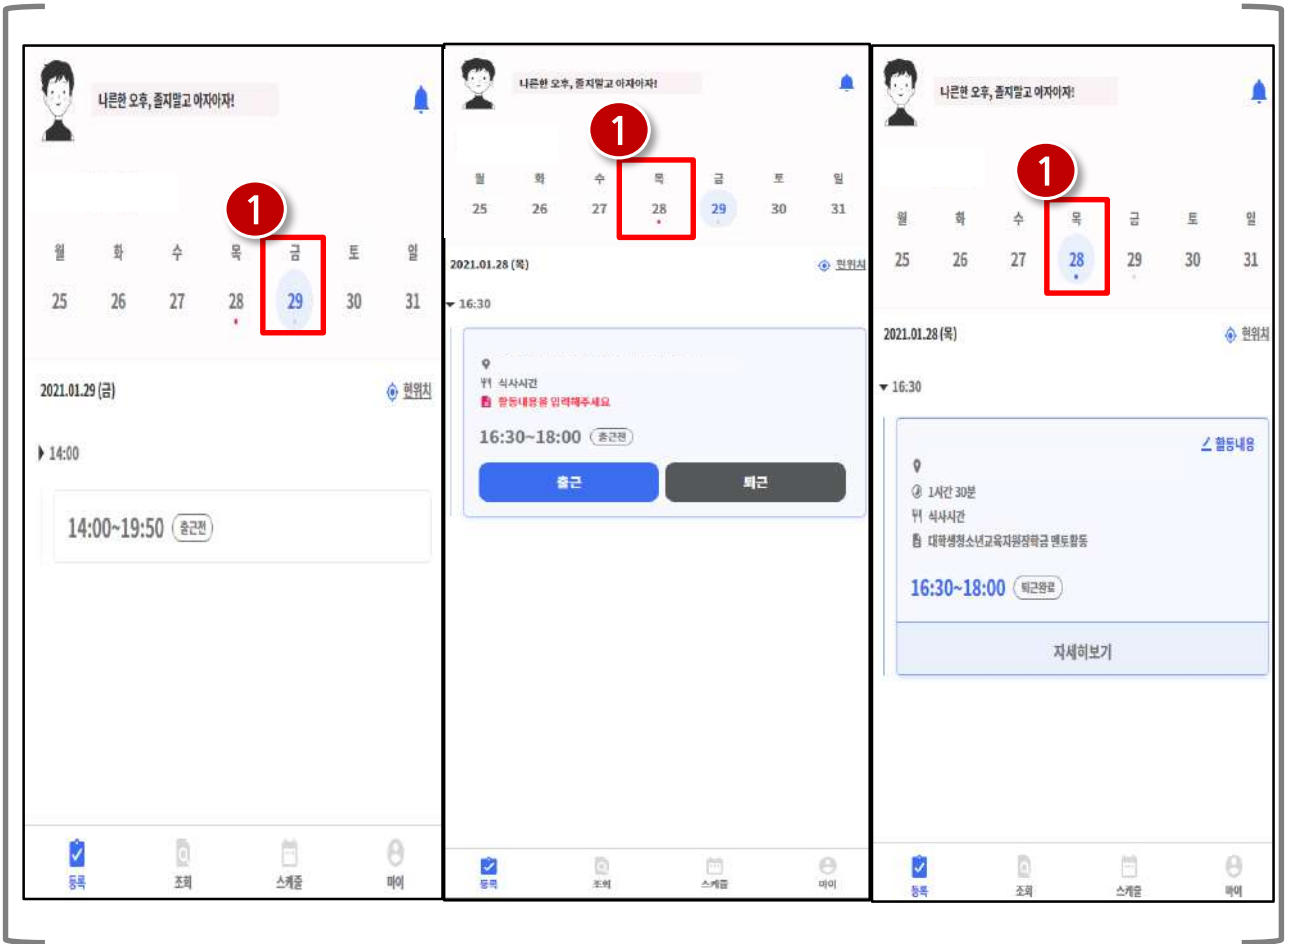 나른한 오후, 졸지말고 아자아자!
1
월 화 수 목 금 토 일
25 26 27 28 29 30 31
2021.01.29 (금)
현위치
14:00
14:00~19:50 출근전
등록 조회 스케줄 마이
나른한 오후, 졸지말고 아자아자!
1
월 화 수 목 금 토 일
25 26 27 28 29 30 31
2021.01.28 (목)
현위치
16:30
식사시간
활동내용을 입력해주세요
16:30~18:00 출근전
출근 퇴근
등록 조회 스케줄 마이
나른한 오후, 졸지말고 아자아자!
1
월 화 수 목 금 토 일
25 26 27 28 29 30 31
2021.01.28 (목)
현위치
16:30
활동내용
1시간 30분
식사시간
대학생청소년교육지원장학금 멘토활동
16:30~18:00 퇴근완료
자세히보기
등록 조회 스케줄 마이